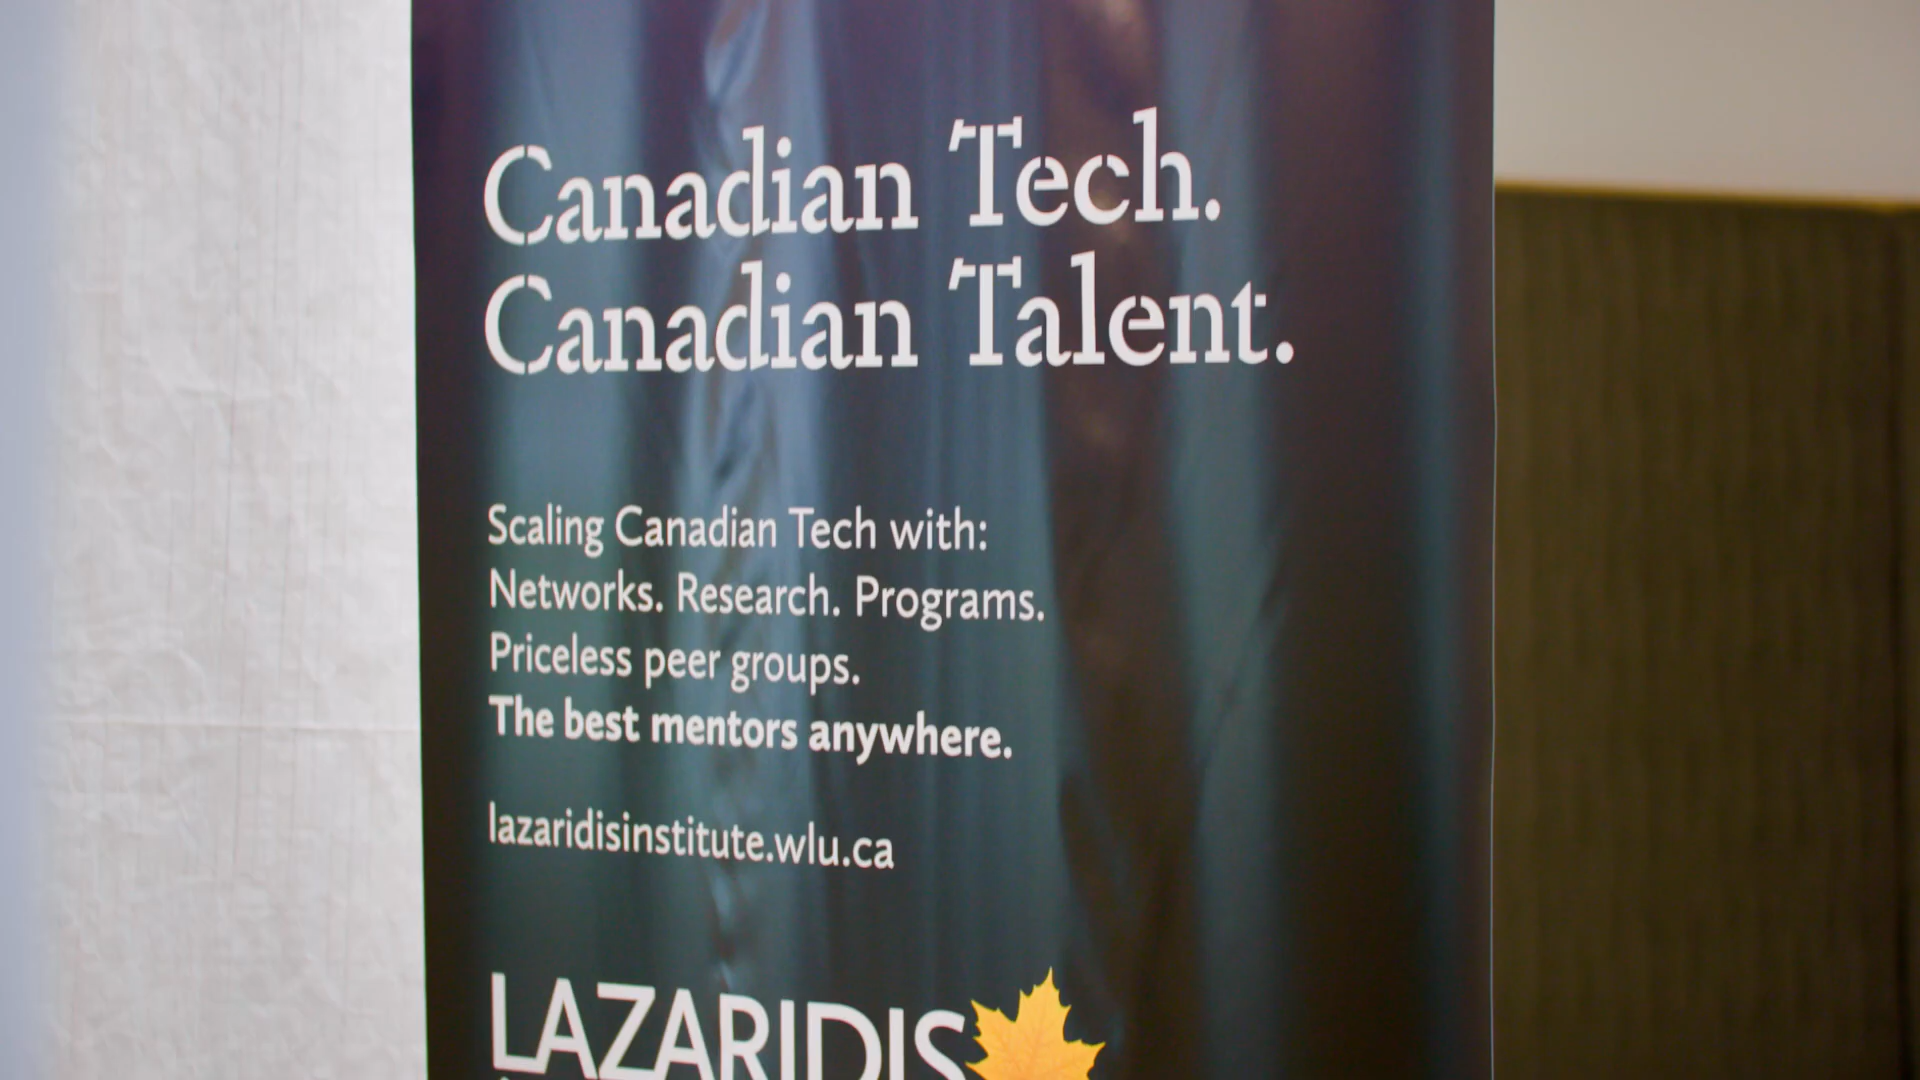 Canadian Tech.
Canadian Talent.
Scaling Canadian Tech with:
Networks. Research. Programs.
Priceless peer groups.
The best mentors anywhere.
lazaridisinstitute.wlu.ca
LAZARIDIS